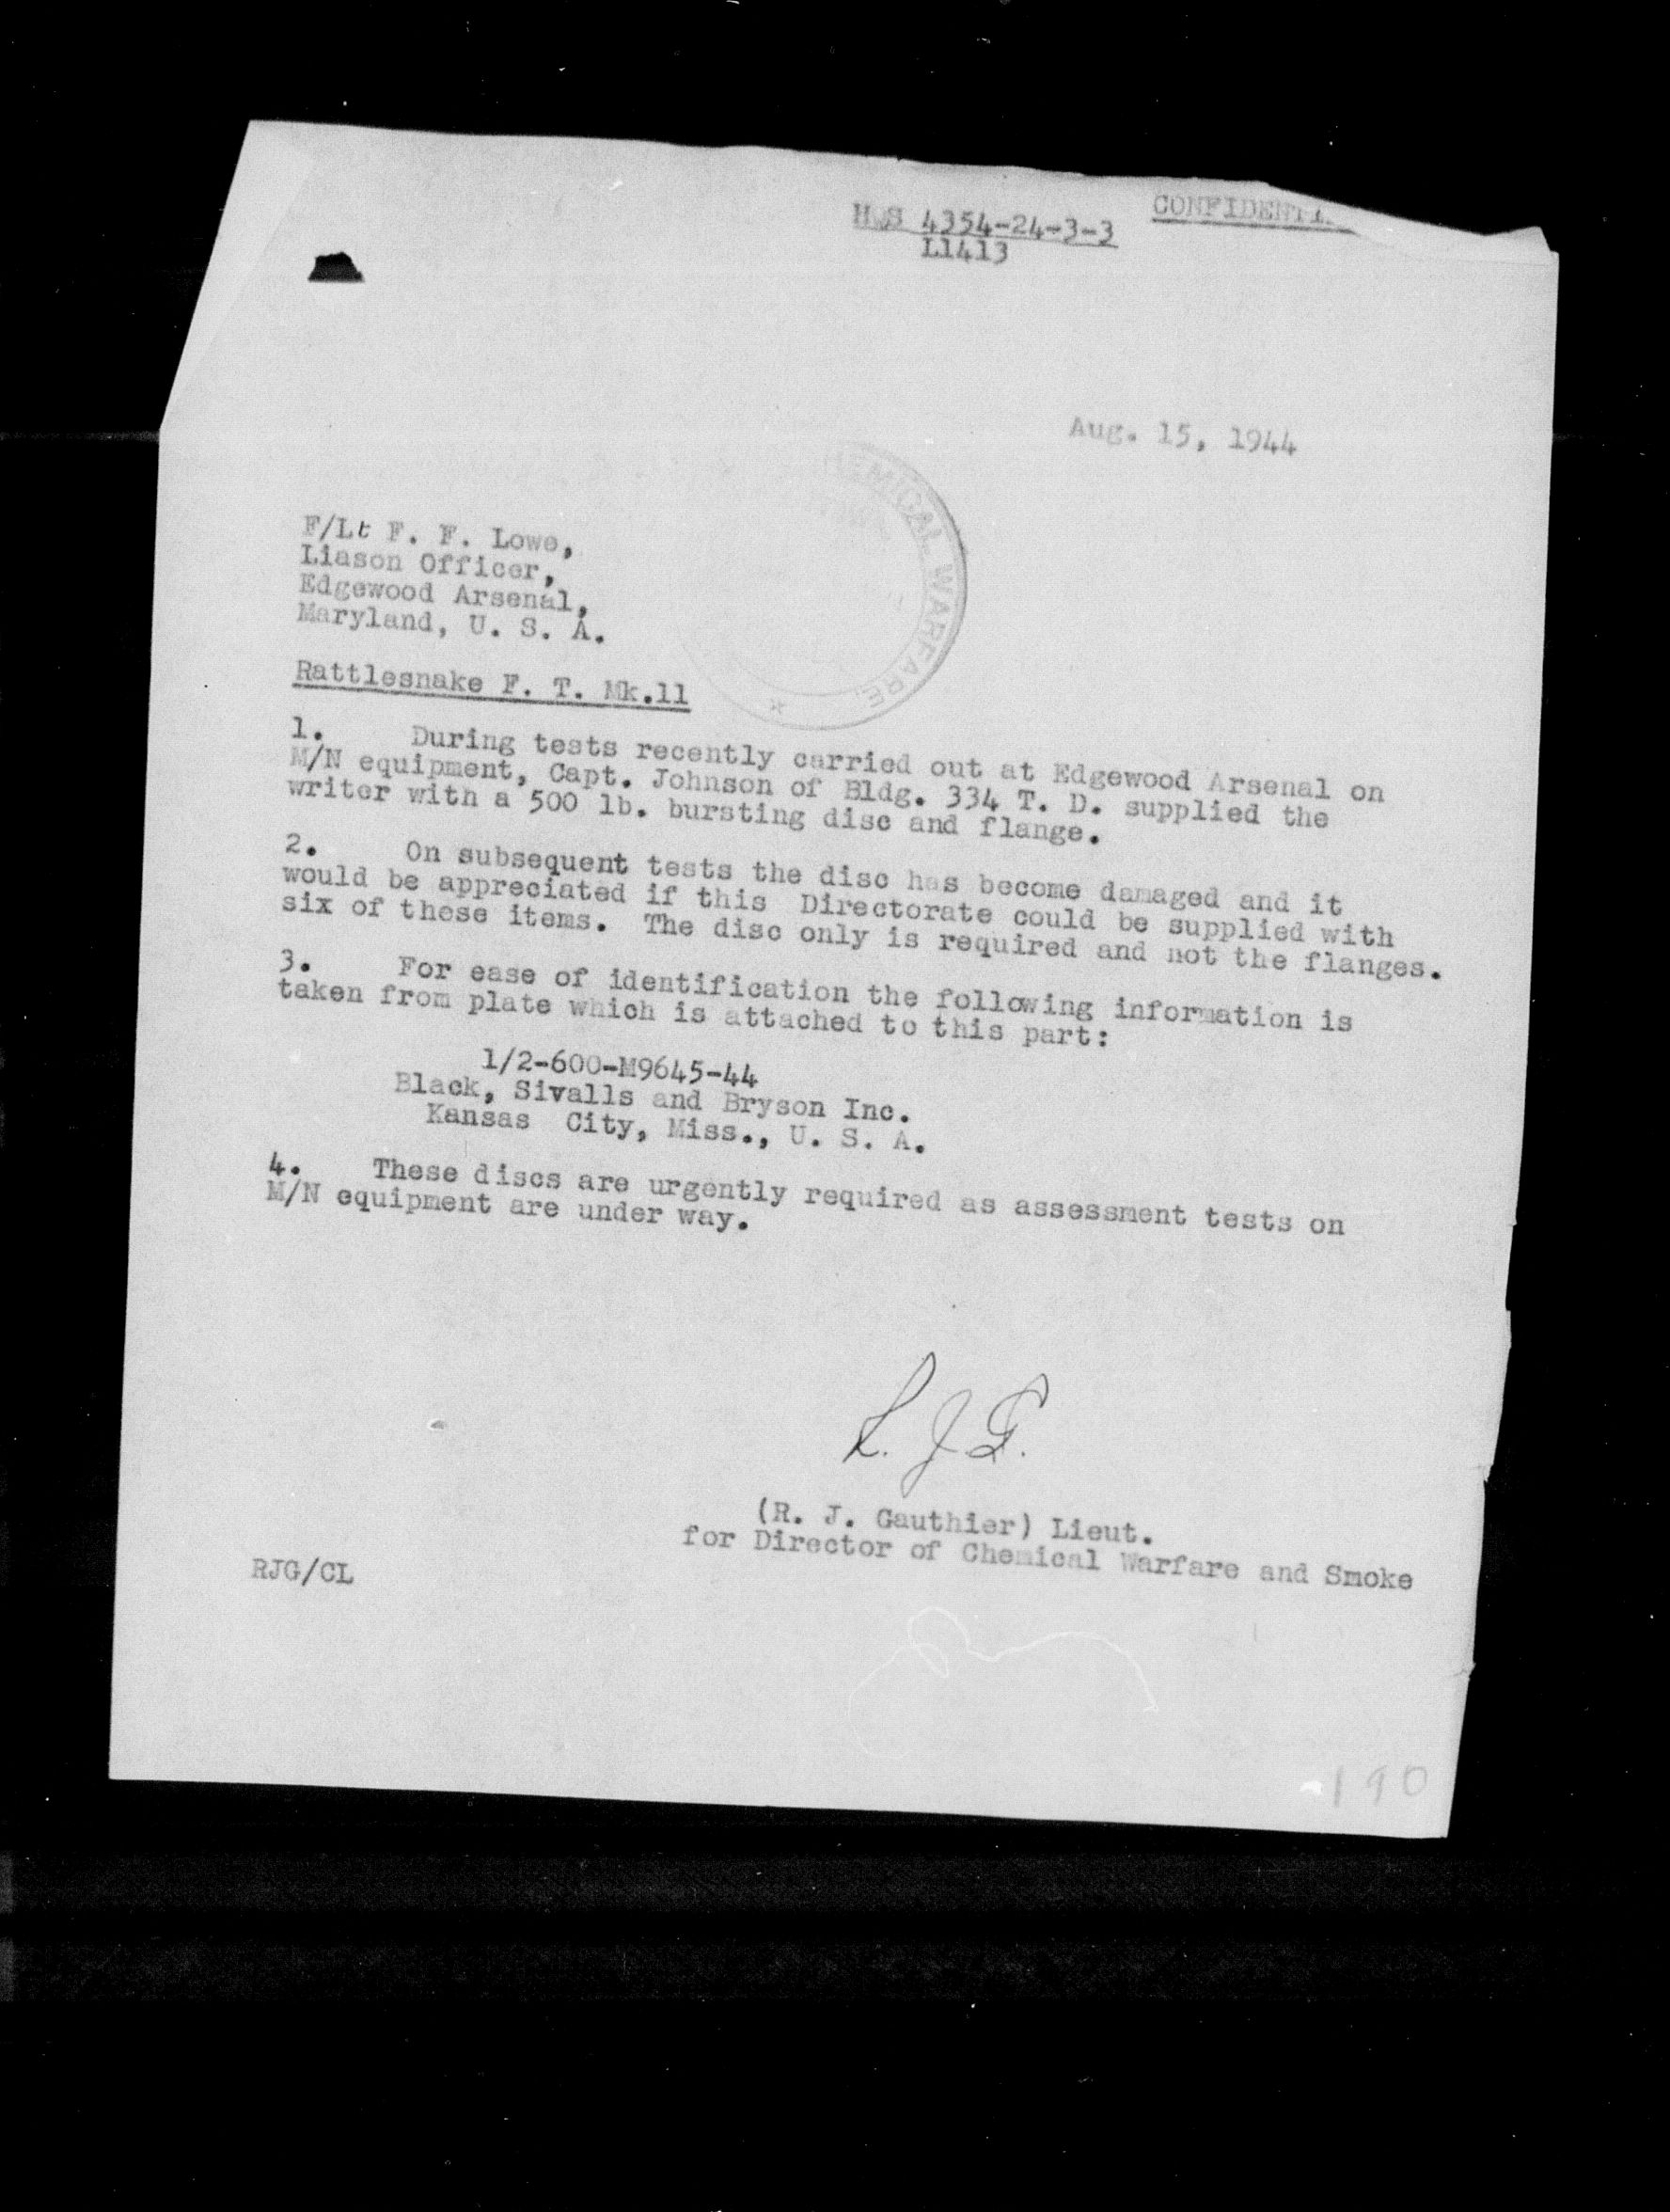 HQS 4354-24-3-3
L1413
Aug. 15, 1944
CHEMICAL WARFARE
F/Lt F. F. Lowe,
Liason Officer,
Edgewood Arsenal,
Maryland, U. S. A.
Rattlesnake F. T. Mk.11
1. During tests recently carried out at Edgewood Arsenal on
M/N equipment, Capt. Johnson of Bldg. 334 T. D. supplied the
writer with a 500 lb. bursting disc and flange.
2. On subsequent tests the disc has become damaged and it
would be appreciated if this Directorate could be supplied with
six of these items. The disc only is required and not the flanges.
3. For ease of identification the following information is
taken from plate which is attached to this part:
1/2-600-M9645-44
Black, Sivalls and Bryson Inc.
Kansas City, Miss., U. S. A.
4. These discs are urgently required as assessment tests on
M/N equipment are under way.
R. J. G.
(R. J. Gauthier) Lieut.
for Director of Chemical Warfare and Smoke
RJG/CL
190